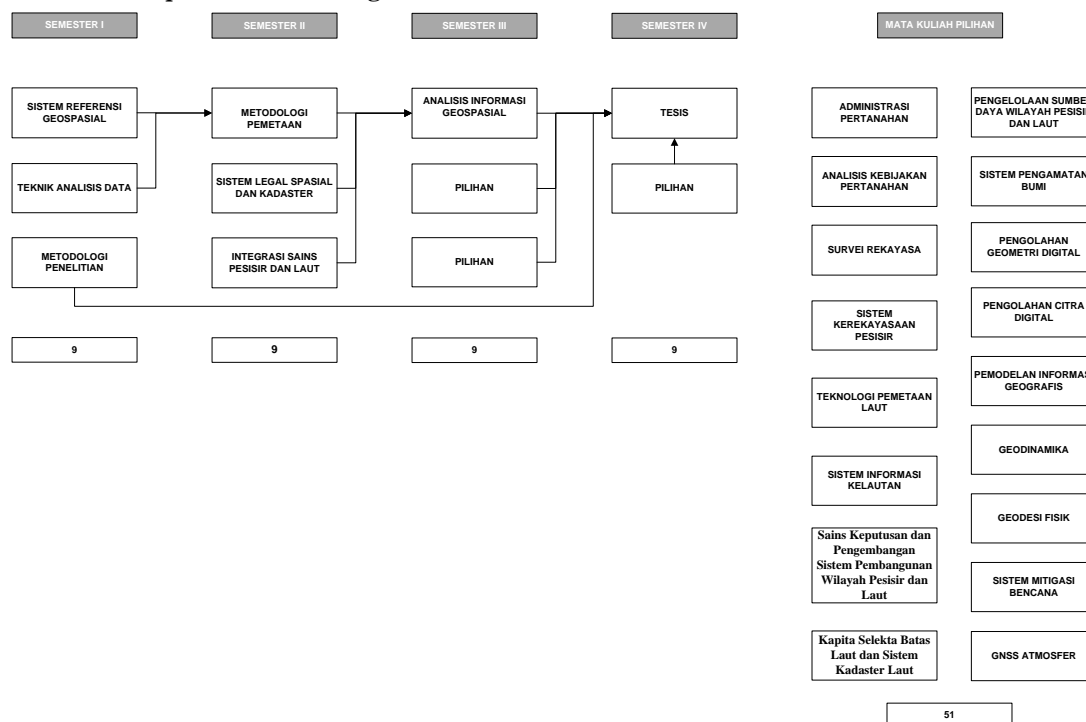 SEMESTER I
SEMESTER II
SEMESTER III
SEMESTER IV
MATA KULIAH PILIHAN
SISTEM REFERENSI
GEOSPASIAL
METODOLOGI
PEMETAAN
ANALISIS INFORMASI
GEOSPASIAL
TESIS
TEKNIK ANALISIS DATA
SISTEM LEGAL SPASIAL
DAN KADASTER
PILIHAN
PILIHAN
METODOLOGI
PENELITIAN
INTEGRASI SAINS
PESISIR DAN LAUT
PILIHAN
9
9
9
9
ADMINISTRASI
PERTANAHAN
ANALISIS KEBIJAKAN
PERTANAHAN
SURVEI REKAYASA
SISTEM
KEREKAYASAAN
PESISIR
TEKNOLOGI PEMETAAN
LAUT
SISTEM INFORMASI
KELAUTAN
Sains Keputusan dan
Pengembangan
Sistem Pembangunan
Wilayah Pesisir dan
Laut
Kapita Selekta Batas
Laut dan Sistem
Kadaster Laut
PENGELOLAAN SUMBE
DAYA WILAYAH PESISI
DAN LAUT
SISTEM PENGAMATAN
BUMI
PENGOLAHAN
GEOMETRI DIGITAL
PENGOLAHAN CITRA
DIGITAL
PEMODELAN INFORMAS
GEOGRAFIS
GEODINAMIKA
GEODESI FISIK
SISTEM MITIGASI
BENCANA
GNSS ATMOSFER
51